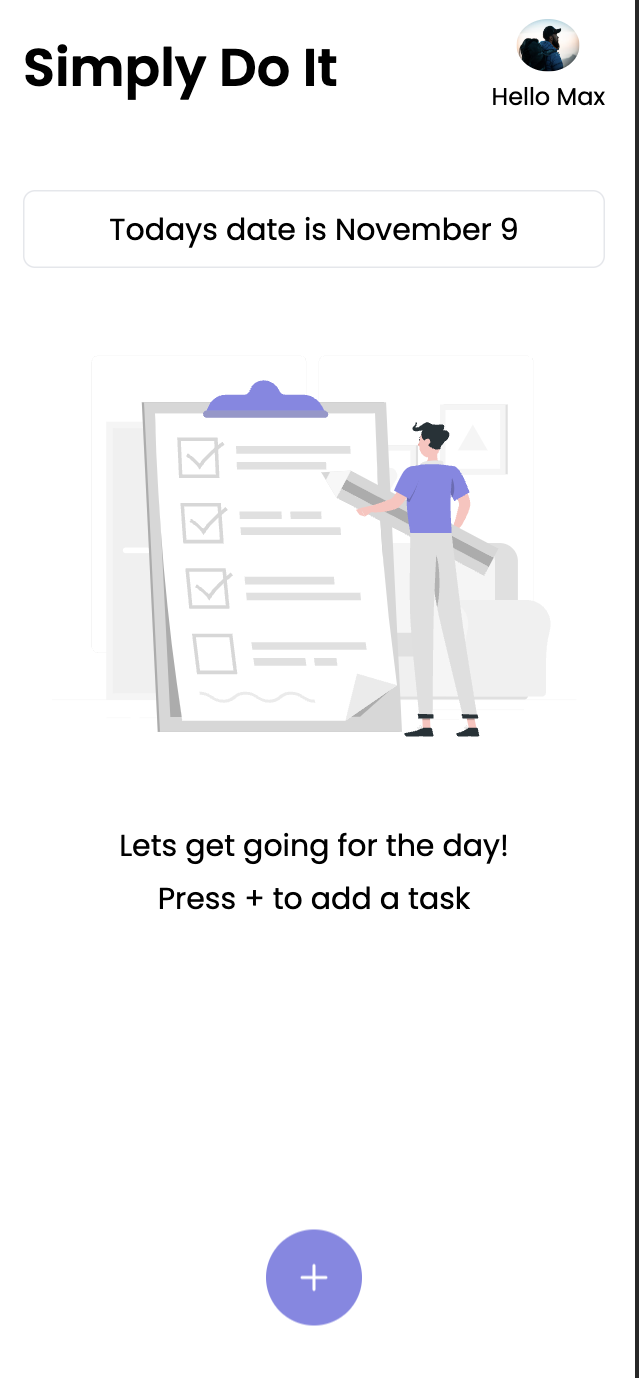 Simply Do It
Hello Max
Todays date is November 9
Lets get going for the day!
Press + to add a task
+